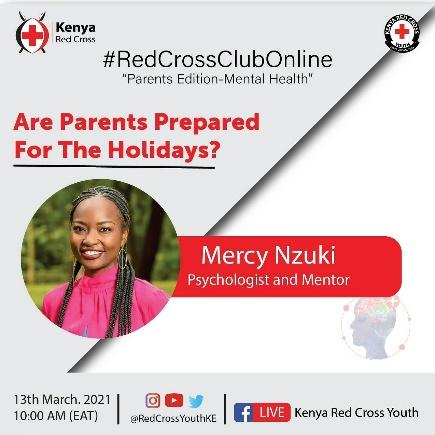 Kenya
Red Cross
#RedCrossClubOnline
"Parents Edition-Mental Health"
Are Parents Prepared
For The Holidays?
Mercy Nzuki
Psychologist and Mentor
13th March. 2021
10:00 AM (EAT)
@RedCrossYouthKE
LIVE
Kenya Red Cross Youth